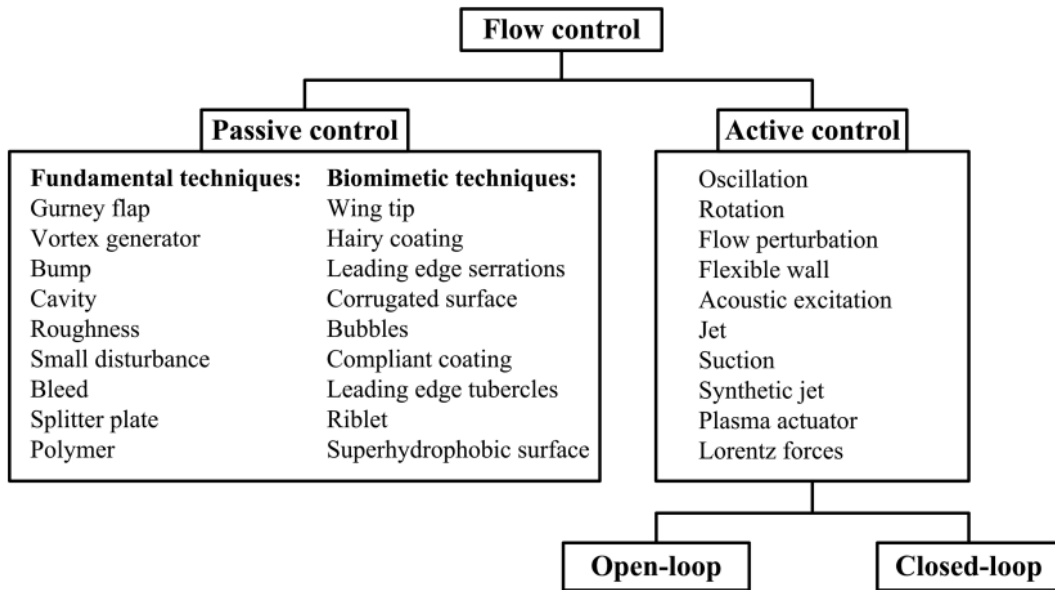 Flow control
Passive control
Fundamental techniques:
Gurney flap
Vortex generator
Bump
Cavity
Roughness
Small disturbance
Bleed
Splitter plate
Polymer
Biomimetic techniques:
Wing tip
Hairy coating
Leading edge serrations
Corrugated surface
Bubbles
Compliant coating
Leading edge tubercles
Riblet
Superhydrophobic surface
Active control
Oscillation
Rotation
Flow perturbation
Flexible wall
Acoustic excitation
Jet
Suction
Synthetic jet
Plasma actuator
Lorentz forces
Open-loop
Closed-loop